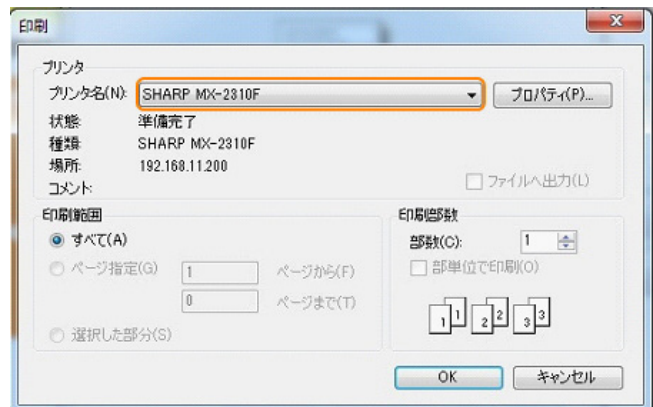 印刷
プリンタ
プリンタ名(N): SHARP MX-2310F プロパティ(P)...
状態: 準備完了
種類: SHARP MX-2310F
場所: 192.168.11.200
コメント: ファイルへ出力(L)
印刷範囲
すべて(A)
ページ指定(G) 1 ページから(F)
0 ページまで(T)
選択した部分(S)
印刷部数
部数(C): 1
部単位で印刷(O)
1 1 2 2 3 3
OK キャンセル